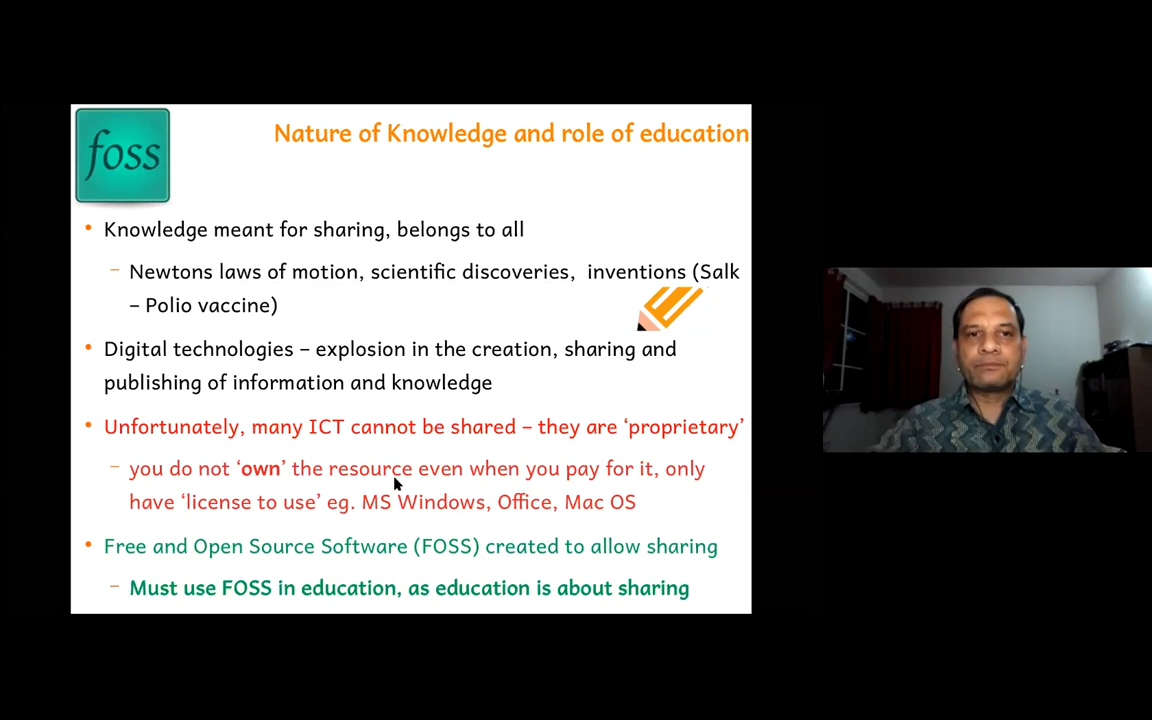 foss
Nature of Knowledge and role of education
• Knowledge meant for sharing, belongs to all
– Newtons laws of motion, scientific discoveries, inventions (Salk
– Polio vaccine)
• Digital technologies – explosion in the creation, sharing and
publishing of information and knowledge
• Unfortunately, many ICT cannot be shared – they are ‘proprietary’
– you do not ‘own’ the resource even when you pay for it, only
have ‘license to use’ eg. MS Windows, Office, Mac OS
• Free and Open Source Software (FOSS) created to allow sharing
– Must use FOSS in education, as education is about sharing